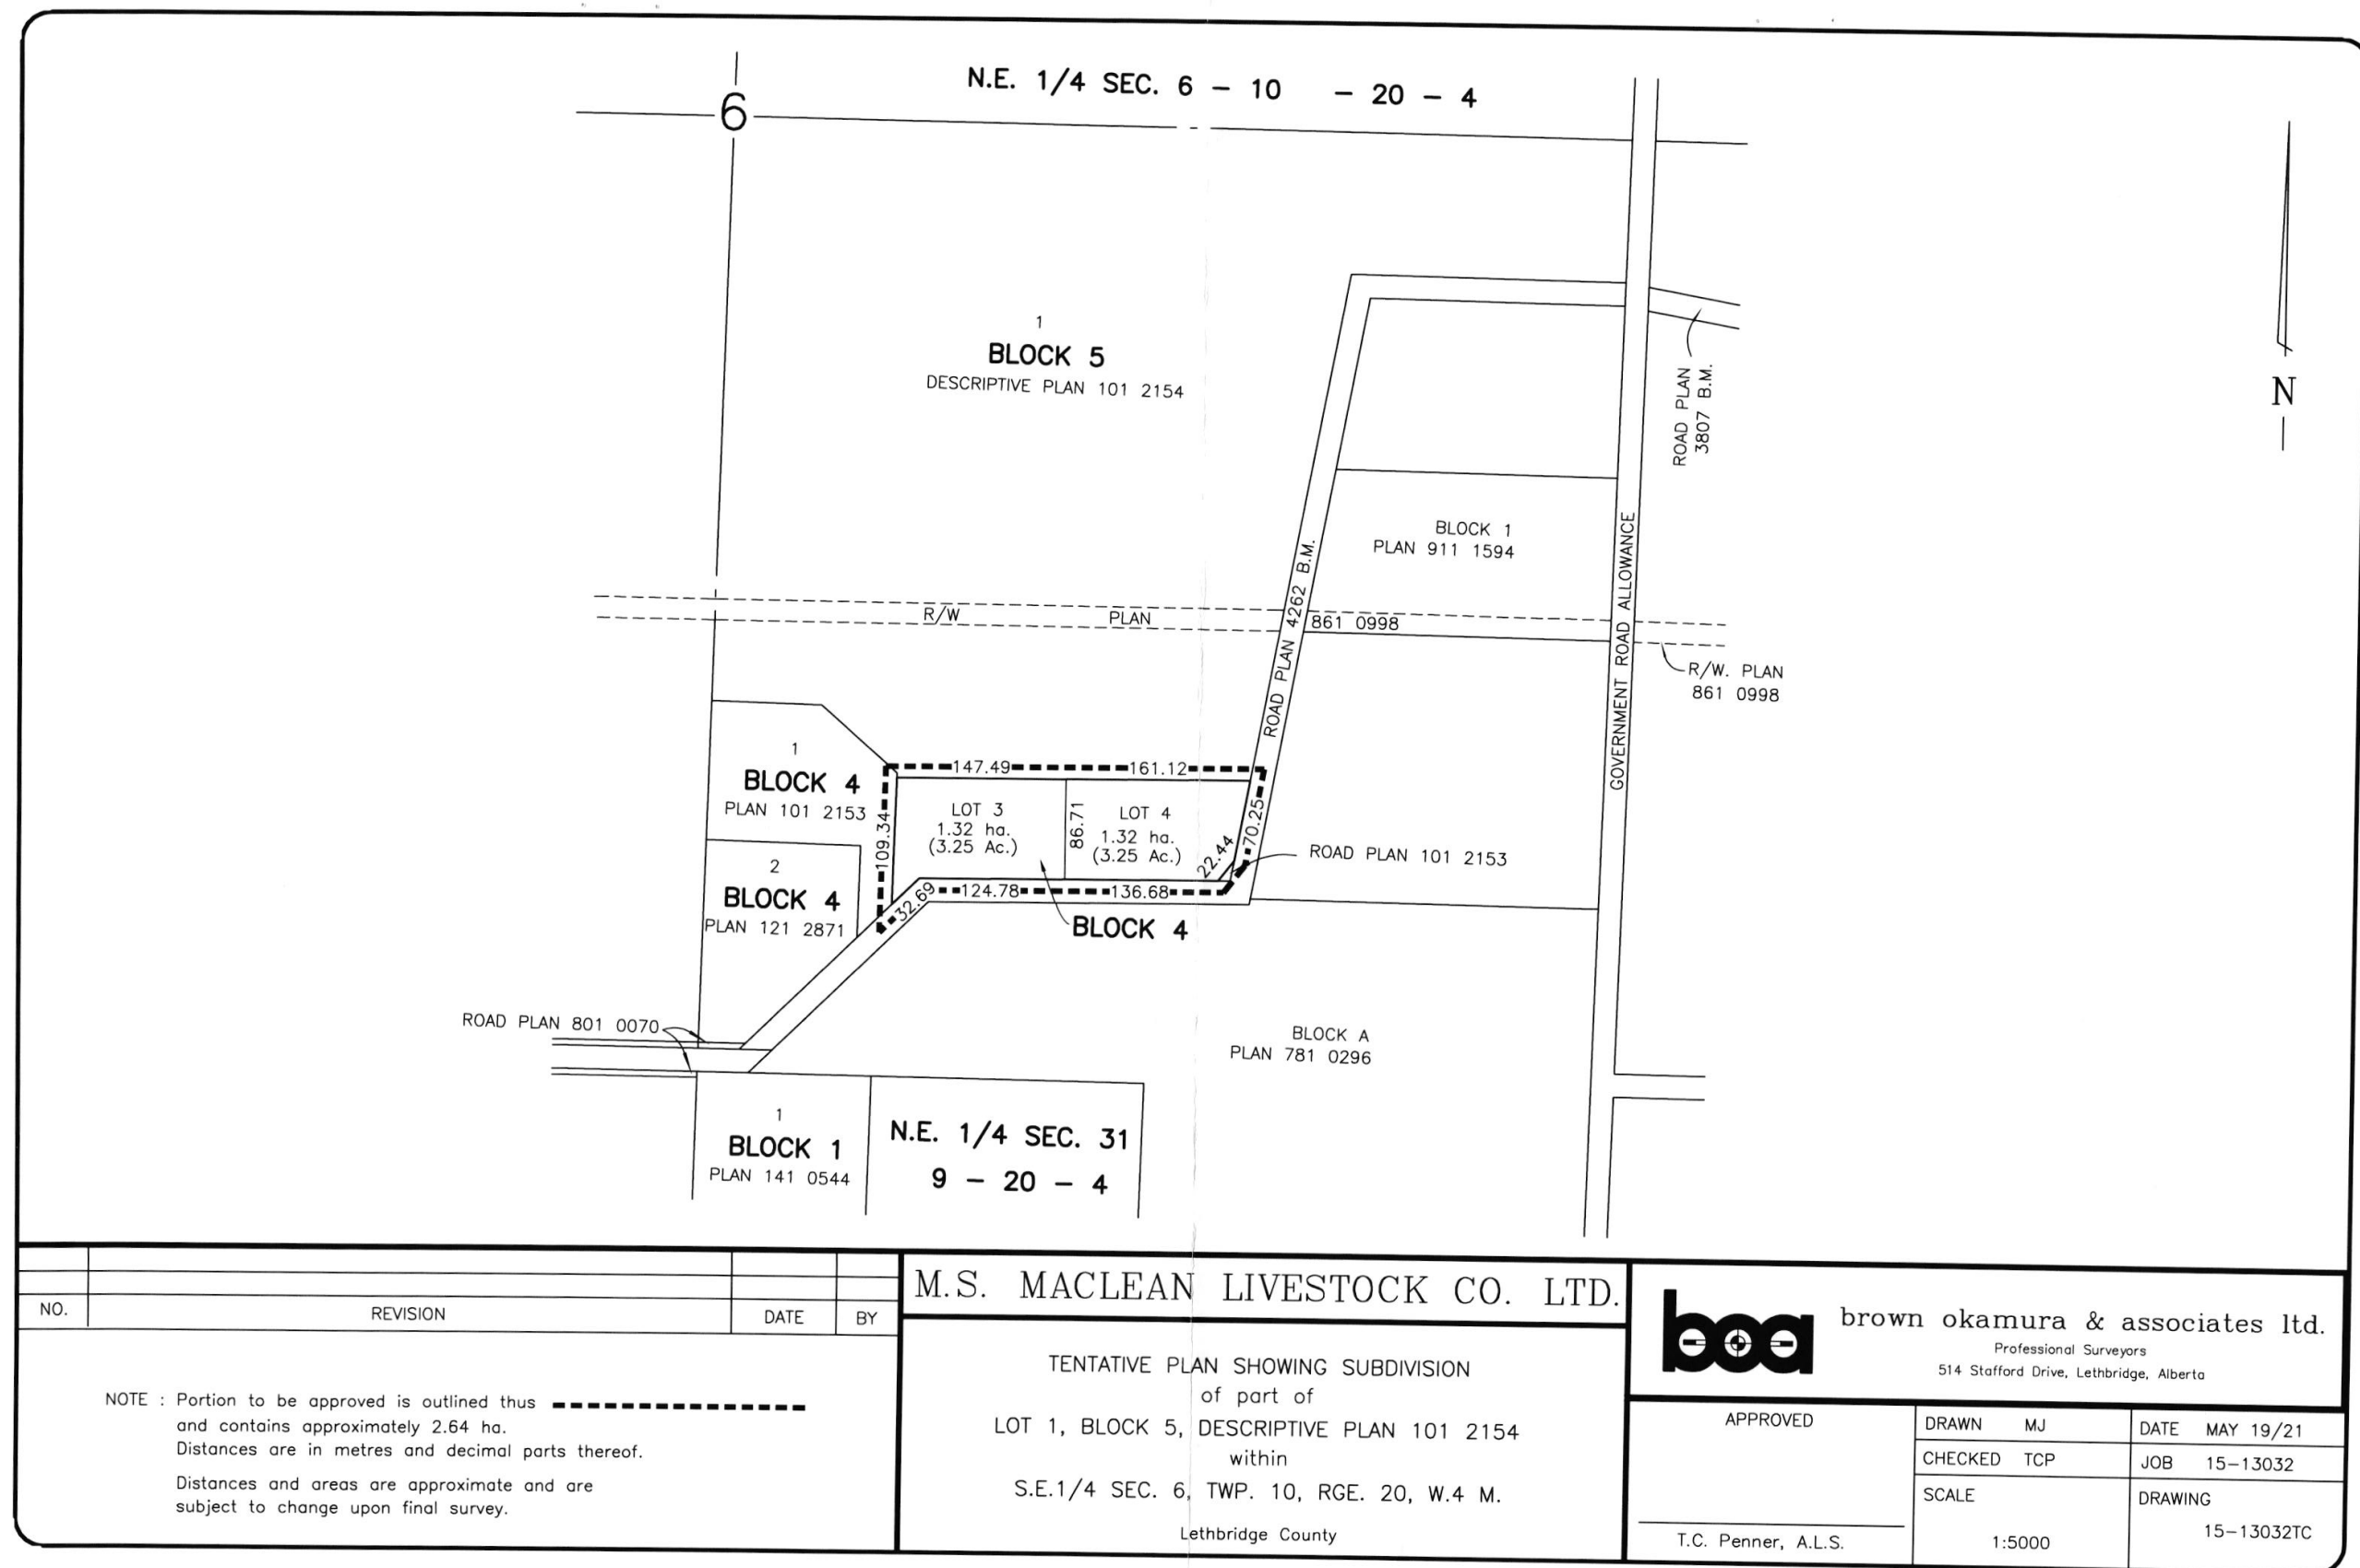 N.E. 1/4 SEC. 6 - 10 - 20 - 4
6
N
1
BLOCK 5
DESCRIPTIVE PLAN 101 2154
ROAD PLAN
3807 B.M.
BLOCK 1
PLAN 911 1594
GOVERNMENT ROAD ALLOWANCE
ROAD PLAN 4262 B.M.
R/W PLAN 861 0998
R/W. PLAN
861 0998
1
BLOCK 4
PLAN 101 2153
147.49 161.12
LOT 3
1.32 ha.
(3.25 Ac.)
86.71
LOT 4
1.32 ha.
(3.25 Ac.)
109.34
70.25
22.44
ROAD PLAN 101 2153
2
BLOCK 4
PLAN 121 2871
32.69
124.78 136.68
BLOCK 4
ROAD PLAN 801 0070
BLOCK A
PLAN 781 0296
1
BLOCK 1
PLAN 141 0544
N.E. 1/4 SEC. 31
9 - 20 - 4
NO. REVISION DATE BY
NOTE : Portion to be approved is outlined thus
and contains approximately 2.64 ha.
Distances are in metres and decimal parts thereof.
Distances and areas are approximate and are
subject to change upon final survey.
M.S. MACLEAN LIVESTOCK CO. LTD.
TENTATIVE PLAN SHOWING SUBDIVISION
of part of
LOT 1, BLOCK 5, DESCRIPTIVE PLAN 101 2154
within
S.E.1/4 SEC. 6, TWP. 10, RGE. 20, W.4 M.
Lethbridge County
boa
brown okamura & associates ltd.
Professional Surveyors
514 Stafford Drive, Lethbridge, Alberta
APPROVED
T.C. Penner, A.L.S.
DRAWN MJ
CHECKED TCP
SCALE
1:5000
DATE MAY 19/21
JOB 15-13032
DRAWING
15-13032TC